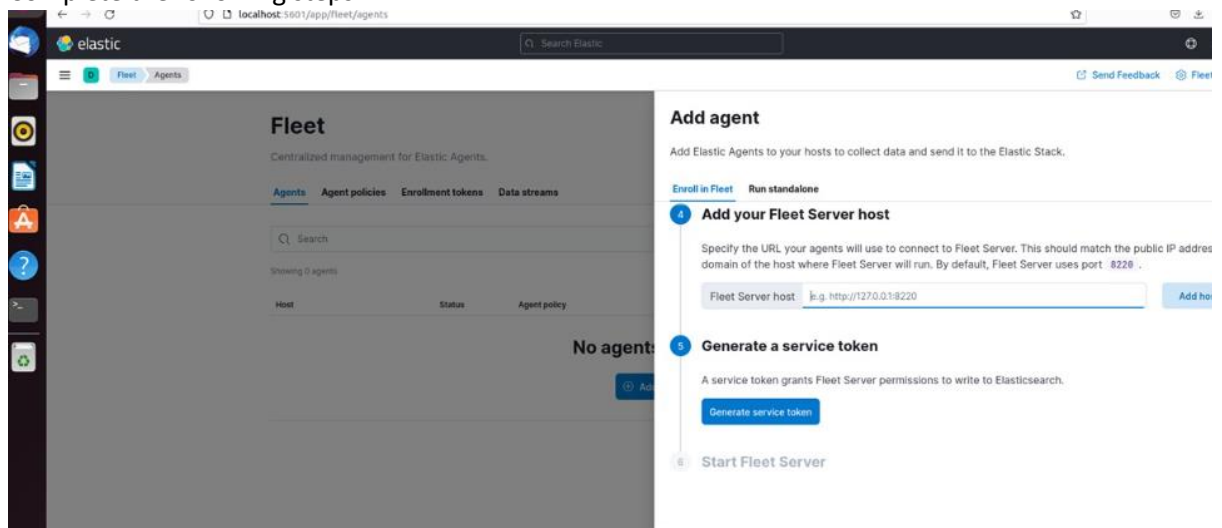 localhost:5601/app/fleet/agents
elastic
Search Elastic
D Fleet Agents
Send Feedback Fleet
Fleet
Centralized management for Elastic Agents.
Agents Agent policies Enrollment tokens Data streams
Search
Showing 0 agents
Host Status Agent policy
No agents
Add agent
Add Elastic Agents to your hosts to collect data and send it to the Elastic Stack.
Enroll in Fleet Run standalone
4 Add your Fleet Server host
Specify the URL your agents will use to connect to Fleet Server. This should match the public IP addres
domain of the host where Fleet Server will run. By default, Fleet Server uses port 8220 .
Fleet Server host e.g. http://127.0.0.1:8220
Add ho
5 Generate a service token
A service token grants Fleet Server permissions to write to Elasticsearch.
Generate service token
6 Start Fleet Server